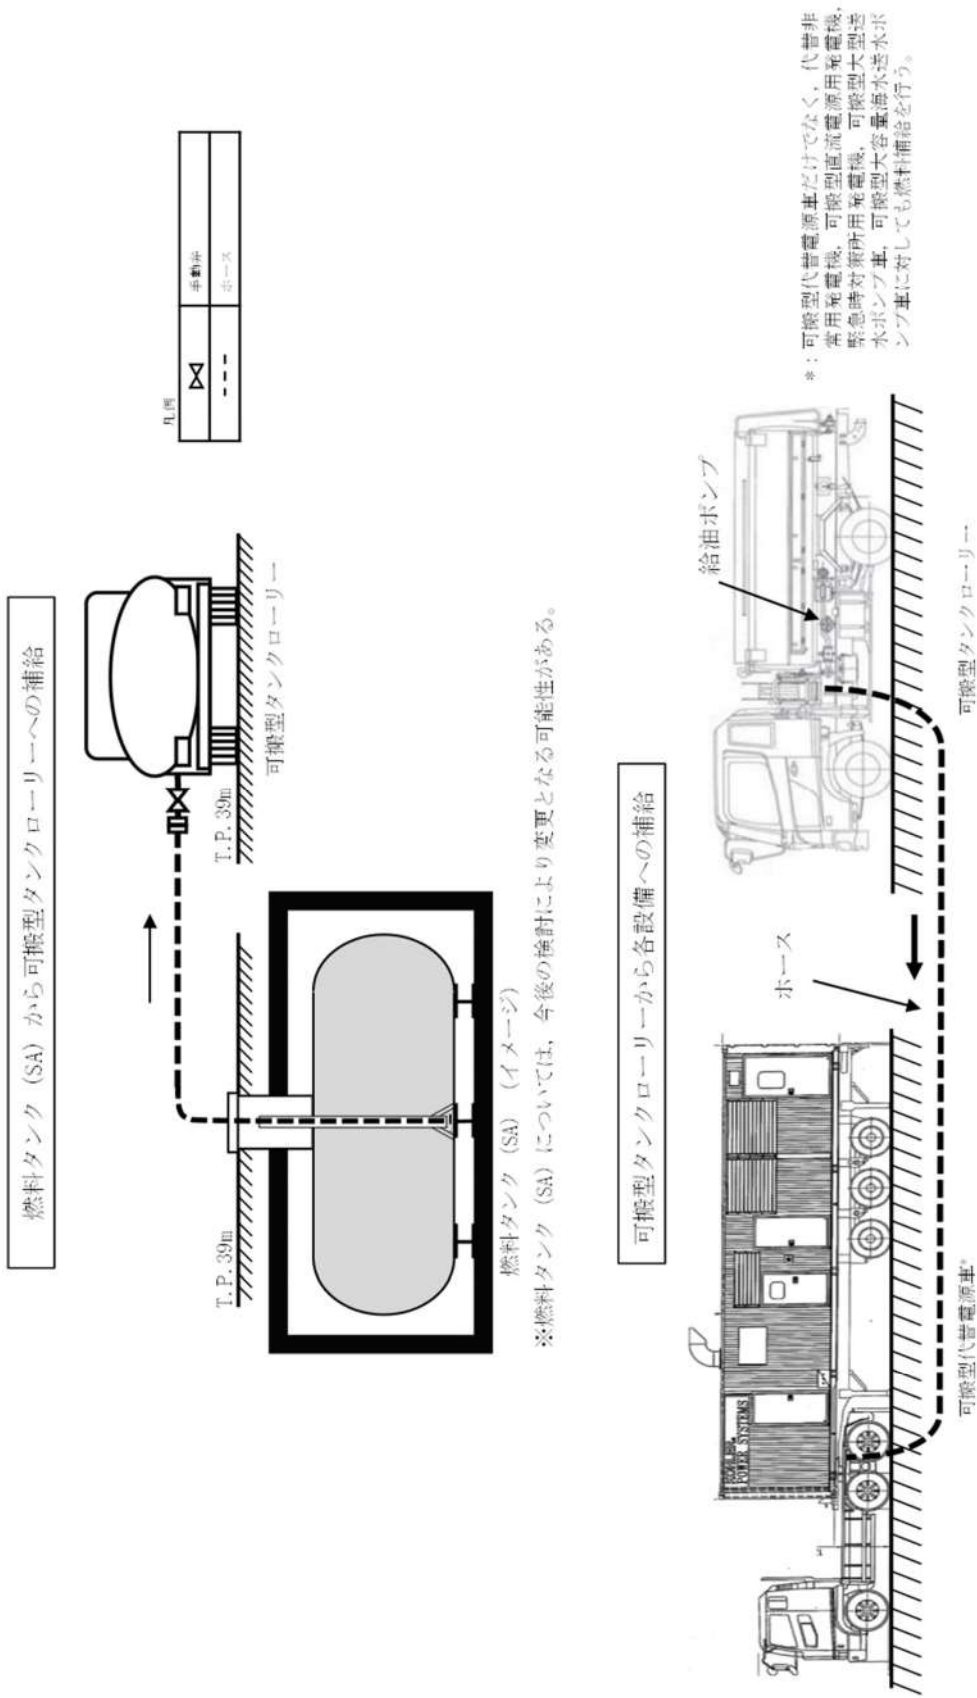 燃料タンク（SA）から可搬型タンクローリーへの補給
凡例
手動弁
ホース
T.P. 39m
T.P. 39m
可搬型タンクローリー
燃料タンク（SA）（イメージ）
※燃料タンク（SA）については，今後の検討により変更となる可能性がある。
可搬型タンクローリーから各設備への補給
給油ポンプ
ホース
POWER SYSTEMS
可搬型代替電源車*
可搬型タンクローリー
*：可搬型代替電源車だけでなく，代替非
常用発電機，可搬型直流電源用発電機，
緊急時対策所用発電機，可搬型大型送
水ポンプ車，可搬型大容量海水送水ポ
ンプ車に対しても燃料補給を行う。